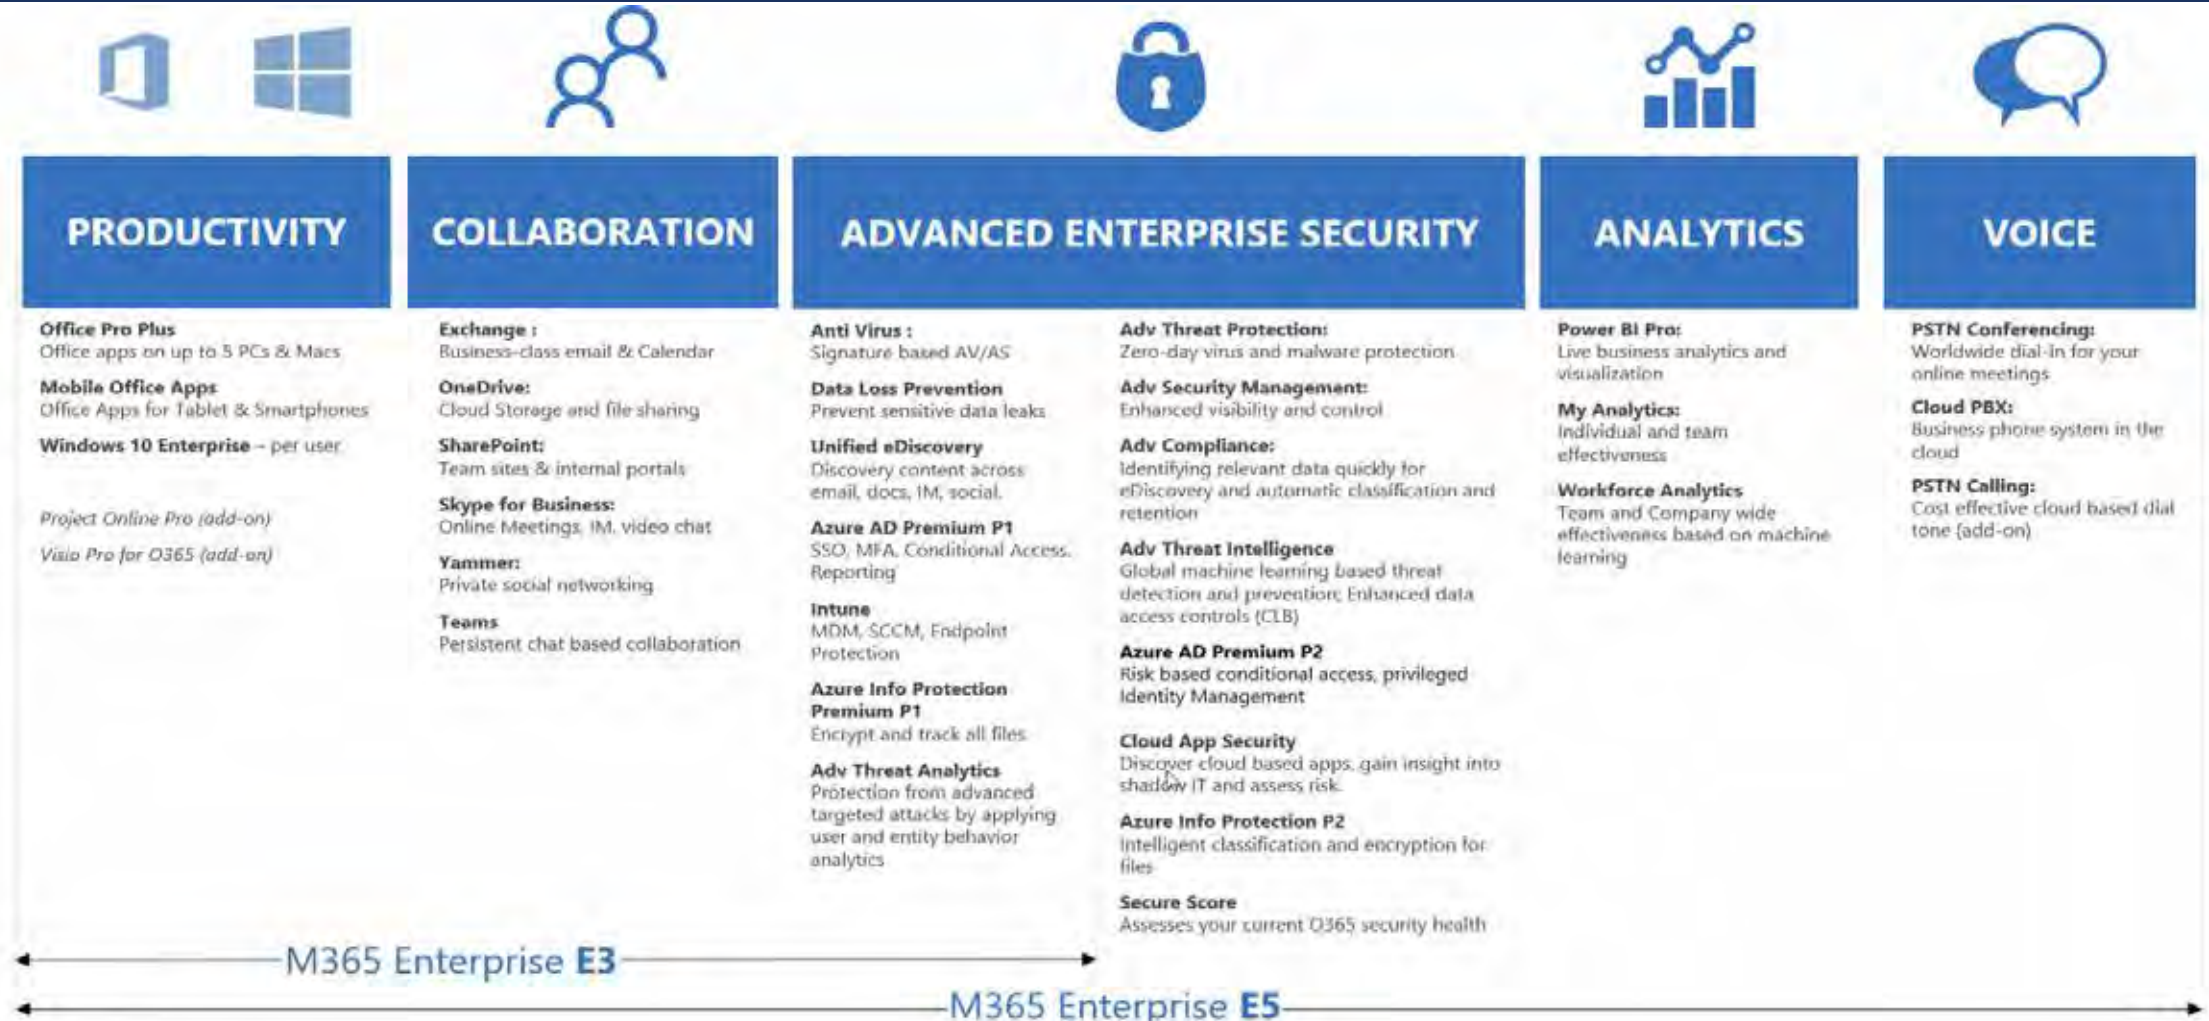 PRODUCTIVITY
Office Pro Plus
Office apps on up to 5 PCs & Macs
Mobile Office Apps
Office Apps for Tablet & Smartphones
Windows 10 Enterprise – per user
Project Online Pro (add-on)
Visio Pro for O365 (add-on)
COLLABORATION
Exchange :
Business-class email & Calendar
OneDrive:
Cloud Storage and file sharing
SharePoint:
Team sites & internal portals
Skype for Business:
Online Meetings, IM, video chat
Yammer:
Private social networking
Teams
Persistent chat based collaboration
ADVANCED ENTERPRISE SECURITY
Anti Virus :
Signature based AV/AS
Data Loss Prevention
Prevent sensitive data leaks
Unified eDiscovery
Discovery content across
email, docs, IM, social.
Azure AD Premium P1
SSO, MFA, Conditional Access,
Reporting
Intune
MDM, SCCM, Endpoint
Protection
Azure Info Protection
Premium P1
Encrypt and track all files
Adv Threat Analytics
Protection from advanced
targeted attacks by applying
user and entity behavior
analytics
Adv Threat Protection:
Zero-day virus and malware protection
Adv Security Management:
Enhanced visibility and control
Adv Compliance:
Identifying relevant data quickly for
eDiscovery and automatic classification and
retention
Adv Threat Intelligence
Global machine learning based threat
detection and prevention; Enhanced data
access controls (CLB)
Azure AD Premium P2
Risk based conditional access, privileged
Identity Management
Cloud App Security
Discover cloud based apps, gain insight into
shadow IT and assess risk.
Azure Info Protection P2
Intelligent classification and encryption for
files
Secure Score
Assesses your current O365 security health
ANALYTICS
Power BI Pro:
Live business analytics and
visualization
My Analytics:
Individual and team
effectiveness
Workforce Analytics
Team and Company wide
effectiveness based on machine
learning
VOICE
PSTN Conferencing:
Worldwide dial-in for your
online meetings
Cloud PBX:
Business phone system in the
cloud
PSTN Calling:
Cost effective cloud based dial
tone (add-on)
M365 Enterprise E3
M365 Enterprise E5